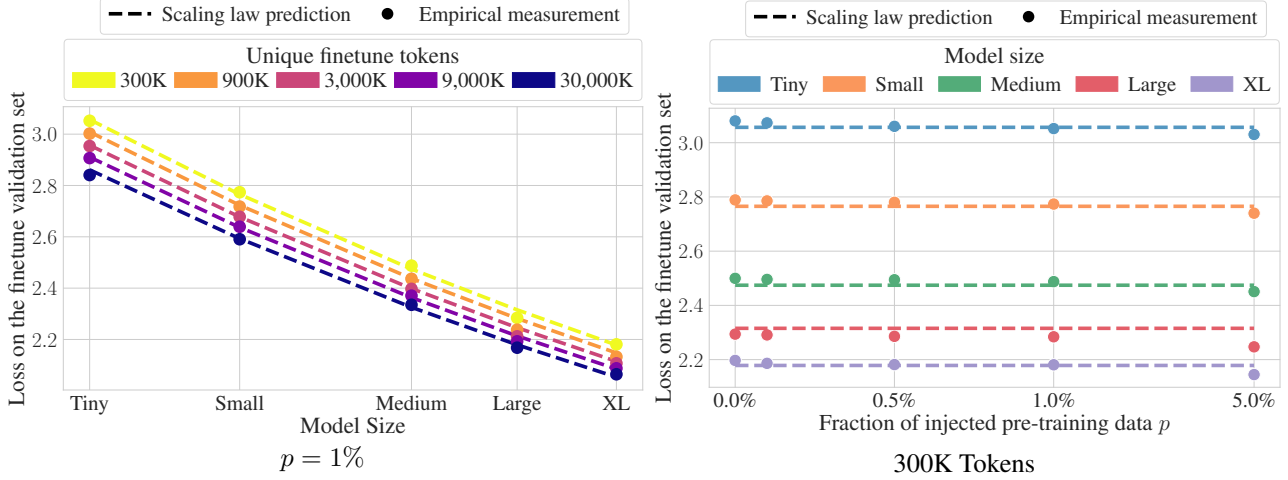 Scaling law prediction Empirical measurement
Unique finetune tokens
300K 900K 3,000K 9,000K 30,000K
Loss on the finetune validation set
3.0
2.8
2.6
2.4
2.2
Tiny Small Medium Large XL
Model Size
p = 1%
Scaling law prediction Empirical measurement
Model size
Tiny Small Medium Large XL
Loss on the finetune validation set
3.0
2.8
2.6
2.4
2.2
0.0% 0.5% 1.0% 5.0%
Fraction of injected pre-training data p
300K Tokens